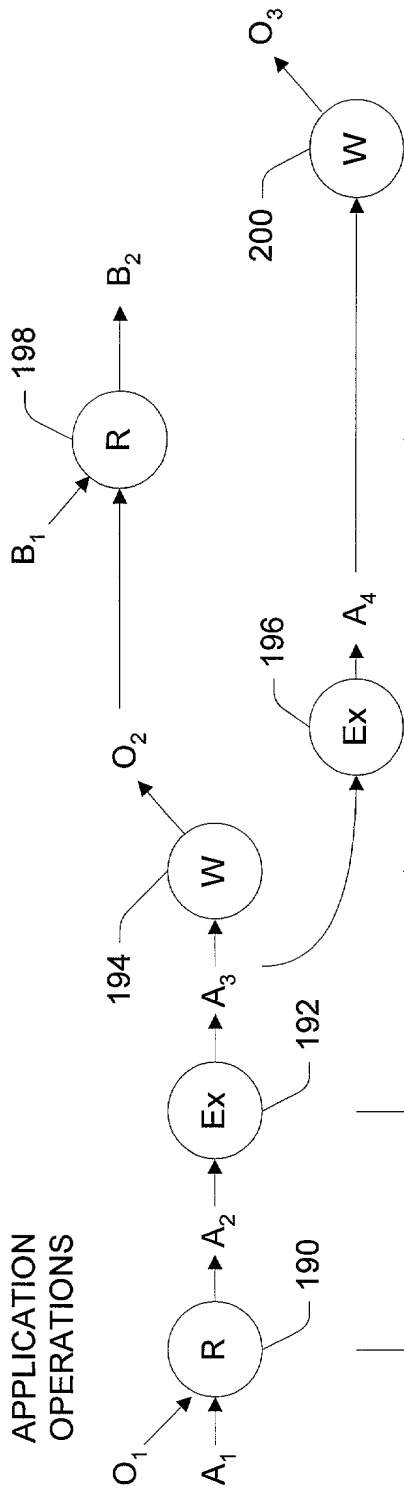 APPLICATION
OPERATIONS
O₁
A₁
R
190
A₂
Ex
192
A₃
W
194
O₂
B₁
R
198
B₂
Ex
196
A₄
W
200
O₃